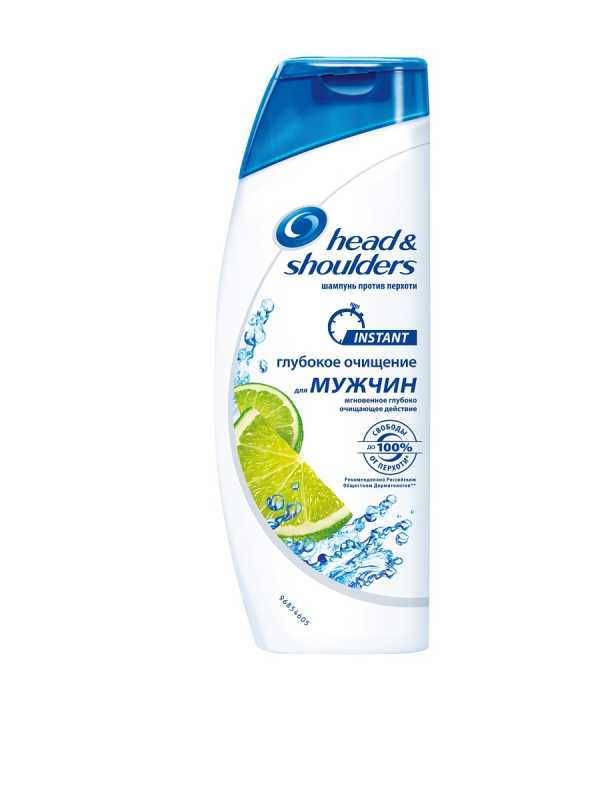 head &
shoulders
шампунь против перхоти
INSTANT
глубокое очищение
для МУЖЧИН
мгновенное глубоко
очищающее действие
СВОБОДЫ
ДО 100%
ОТ ПЕРХОТИ*
Рекомендовано Российским
Обществом Дерматологов**
96854605